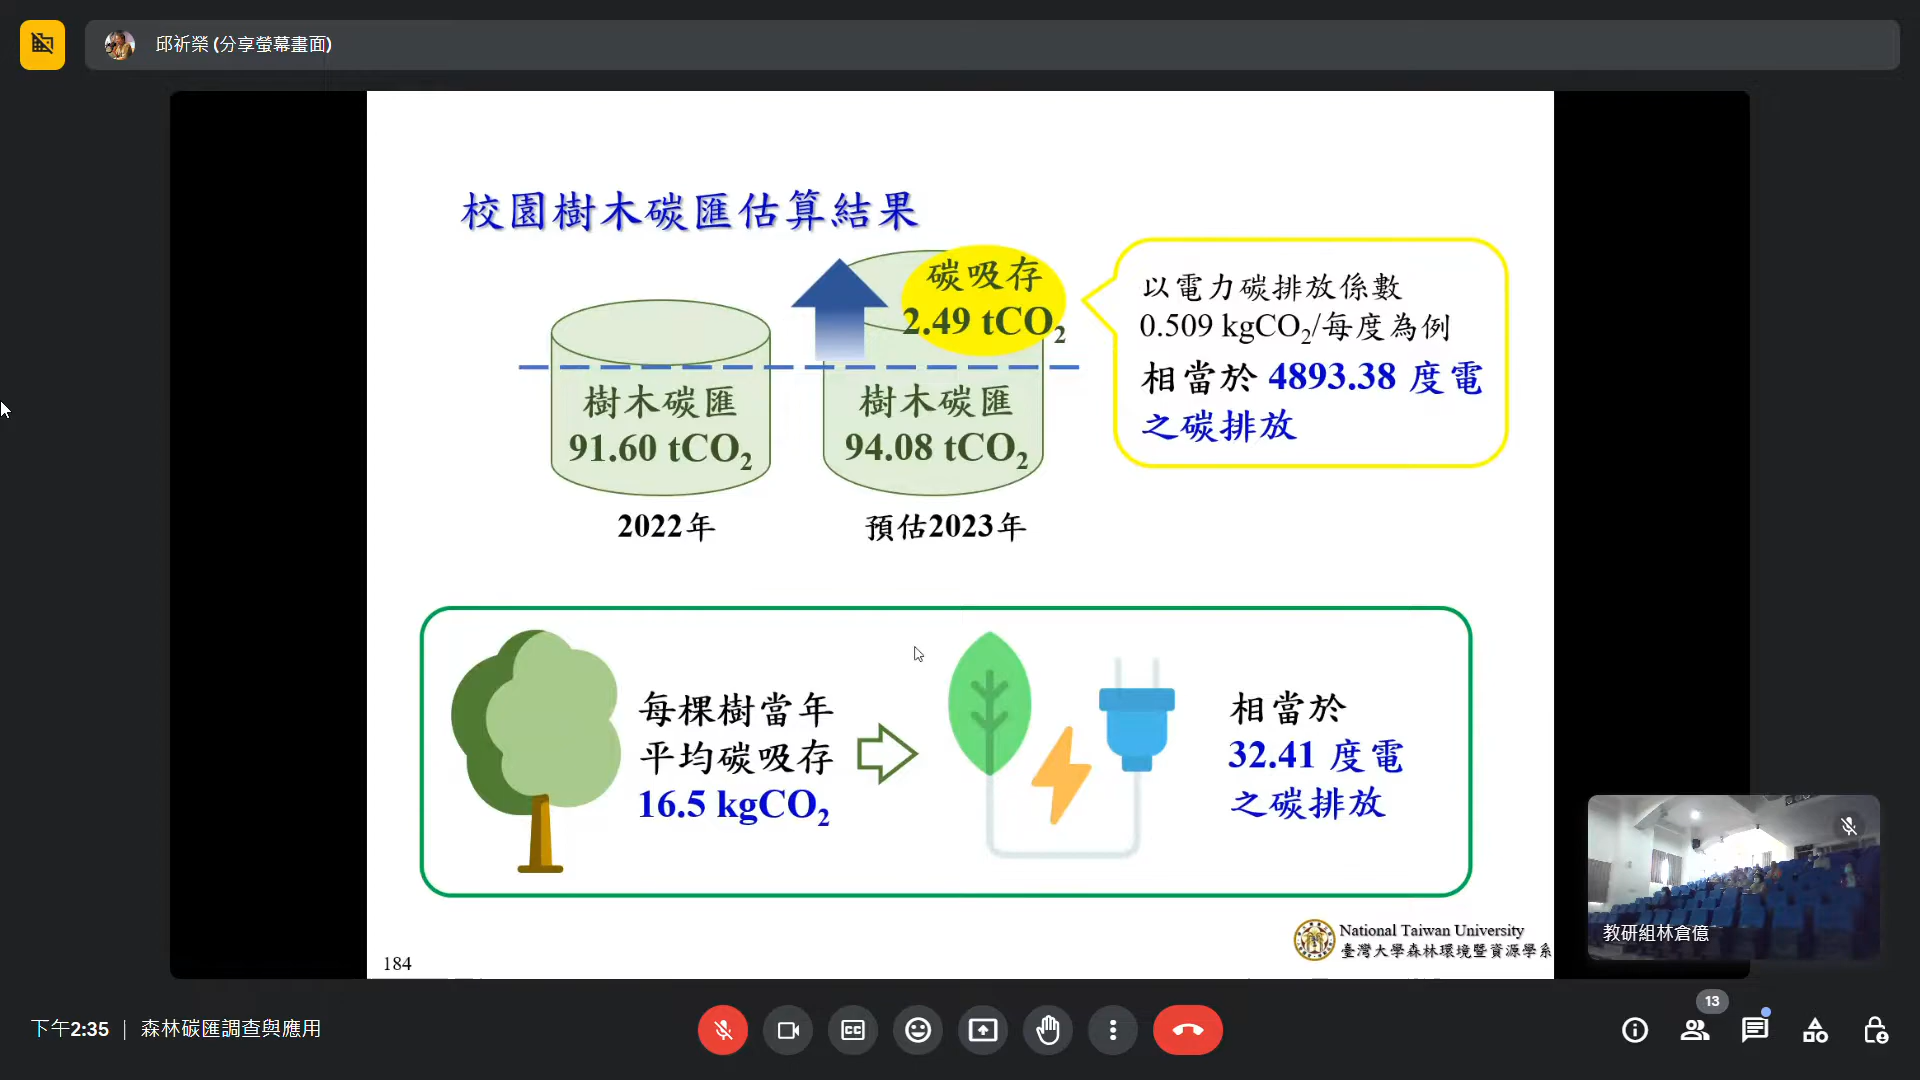 邱祈榮 (分享螢幕畫面)
校園樹木碳匯估算結果
碳吸存
2.49 tCO₂
樹木碳匯
91.60 tCO₂
樹木碳匯
94.08 tCO₂
2022年
預估2023年
以電力碳排放係數
0.509 kgCO₂/每度為例
相當於 4893.38 度電
之碳排放
每棵樹當年
平均碳吸存
16.5 kgCO₂
相當於
32.41 度電
之碳排放
National Taiwan University
臺灣大學森林環境暨資源學系
184
教研組林倉億
下午2:35 | 森林碳匯調查與應用
CC
13